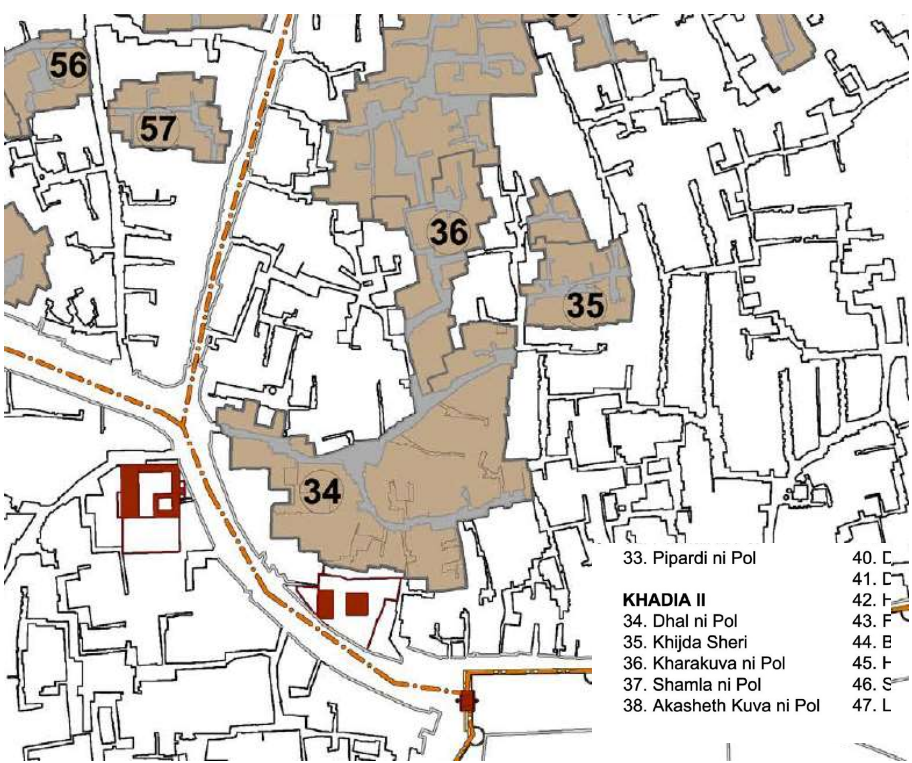 56
57
36
35
34
33. Pipardi ni Pol
KHADIA II
34. Dhal ni Pol
35. Khijda Sheri
36. Kharakuva ni Pol
37. Shamla ni Pol
38. Akasheth Kuva ni Pol
40.
41.
42.
43.
44.
45.
46.
47.